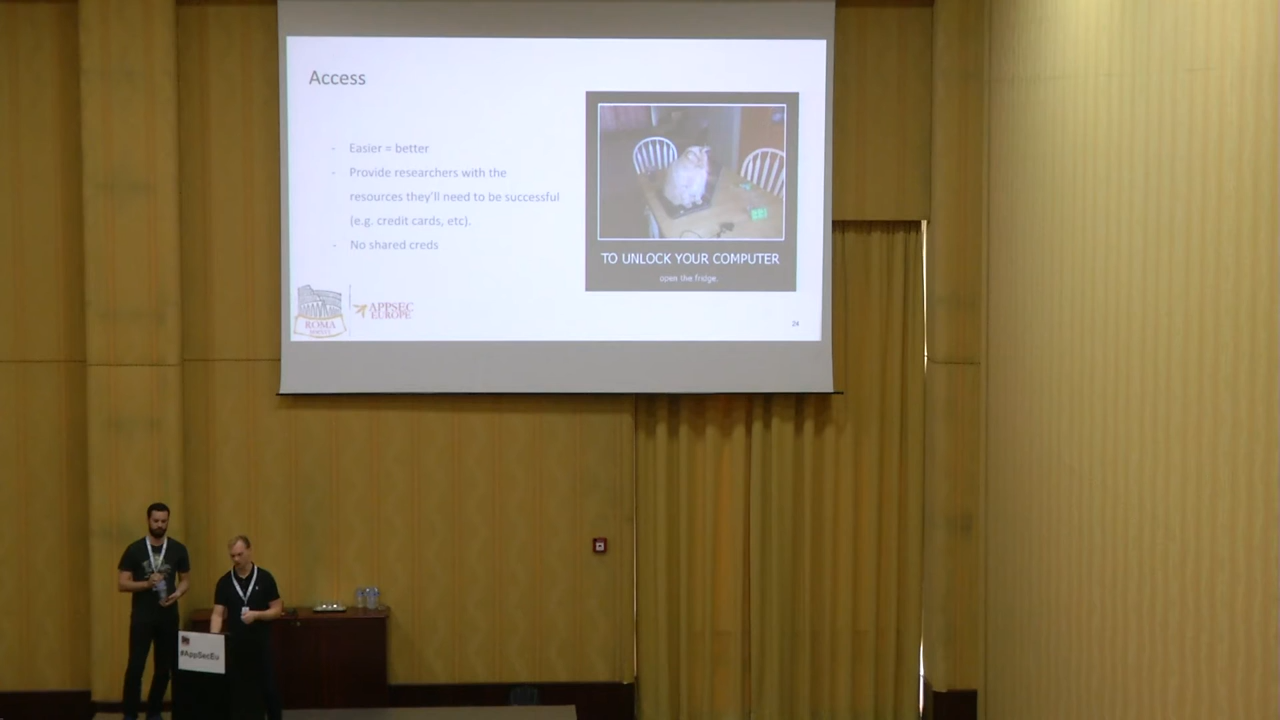 Access
- Easier = better
- Provide researchers with the
resources they'll need to be successful
(e.g. credit cards, etc).
- No shared creds
TO UNLOCK YOUR COMPUTER
open the fridge.
ROMA
APPSEC
EUROPE
24
#AppSecEu